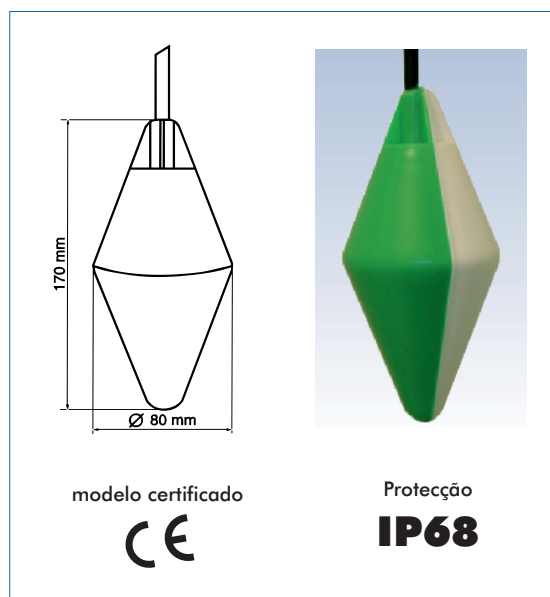 170 mm
Ø 80 mm
modelo certificado
CE
Protecção
IP68